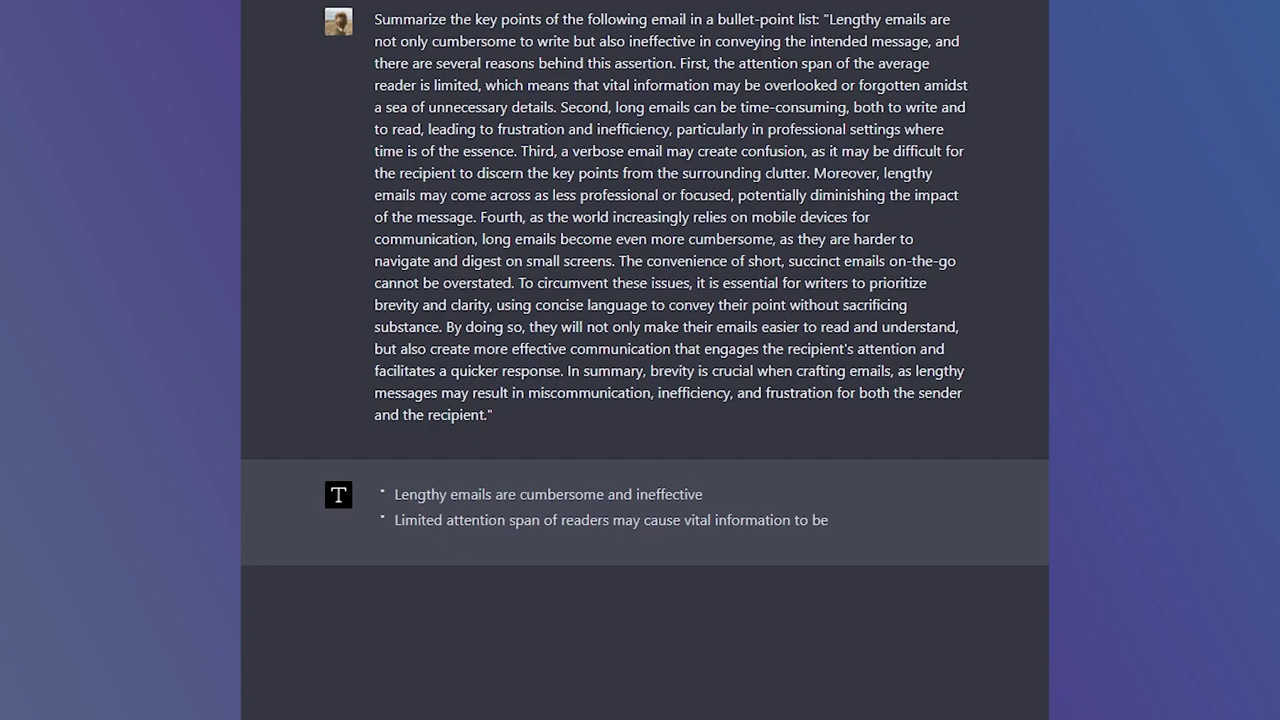 Summarize the key points of the following email in a bullet-point list: "Lengthy emails are
not only cumbersome to write but also ineffective in conveying the intended message, and
there are several reasons behind this assertion. First, the attention span of the average
reader is limited, which means that vital information may be overlooked or forgotten amidst
a sea of unnecessary details. Second, long emails can be time-consuming, both to write and
to read, leading to frustration and inefficiency, particularly in professional settings where
time is of the essence. Third, a verbose email may create confusion, as it may be difficult for
the recipient to discern the key points from the surrounding clutter. Moreover, lengthy
emails may come across as less professional or focused, potentially diminishing the impact
of the message. Fourth, as the world increasingly relies on mobile devices for
communication, long emails become even more cumbersome, as they are harder to
navigate and digest on small screens. The convenience of short, succinct emails on-the-go
cannot be overstated. To circumvent these issues, it is essential for writers to prioritize
brevity and clarity, using concise language to convey their point without sacrificing
substance. By doing so, they will not only make their emails easier to read and understand,
but also create more effective communication that engages the recipient's attention and
facilitates a quicker response. In summary, brevity is crucial when crafting emails, as lengthy
messages may result in miscommunication, inefficiency, and frustration for both the sender
and the recipient."
T
• Lengthy emails are cumbersome and ineffective
• Limited attention span of readers may cause vital information to be